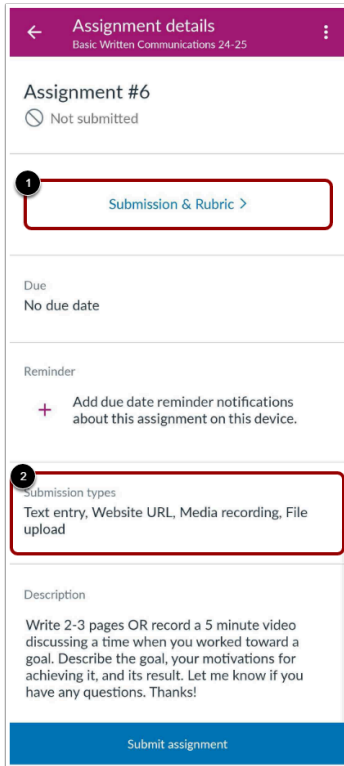 Assignment details
Basic Written Communications 24-25
Assignment #6
Not submitted
1
Submission & Rubric >
Due
No due date
Reminder
+ Add due date reminder notifications
about this assignment on this device.
2
Submission types
Text entry, Website URL, Media recording, File
upload
Description
Write 2-3 pages OR record a 5 minute video
discussing a time when you worked toward a
goal. Describe the goal, your motivations for
achieving it, and its result. Let me know if you
have any questions. Thanks!
Submit assignment